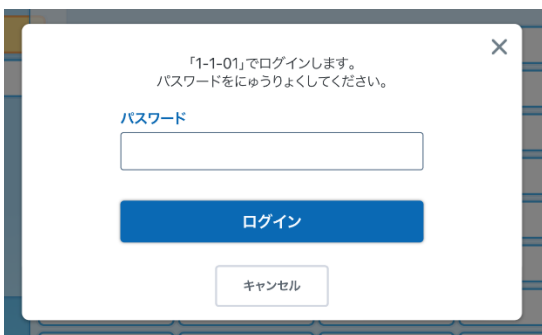 「1-1-01」でログインします。
パスワードをにゅうりょくしてください。
パスワード
ログイン
キャンセル